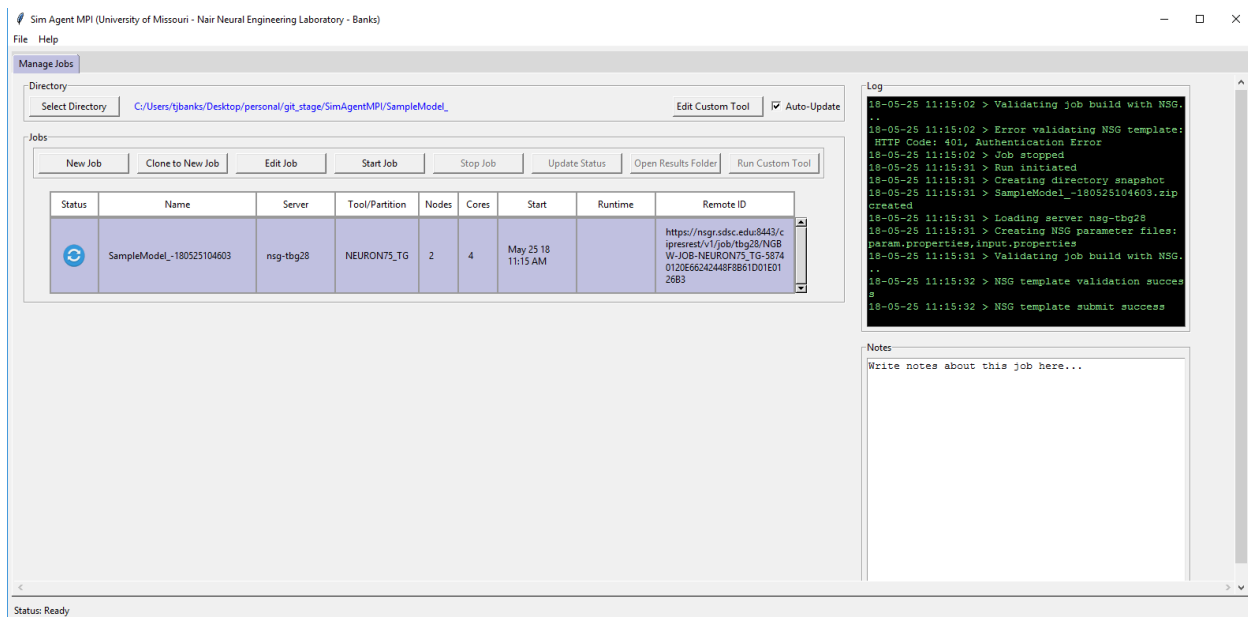 Sim Agent MPI (University of Missouri - Nair Neural Engineering Laboratory - Banks)
File Help
Manage Jobs
Directory
Select Directory
C:/Users/tjbanks/Desktop/personal/git_stage/SimAgentMPI/SampleModel_
Edit Custom Tool
Auto-Update
Jobs
New Job
Clone to New Job
Edit Job
Start Job
Stop Job
Update Status
Open Results Folder
Run Custom Tool
Status Name Server Tool/Partition Nodes Cores Start Runtime Remote ID
SampleModel_-180525104603
nsg-tbg28
NEURON75_TG
2
4
May 25 18
11:15 AM
https://nsgr.sdsc.edu:8443/c
ipresrest/v1/job/tbg28/NGB
W-JOB-NEURON75_TG-5874
0120E66242448F8B61D01E01
26B3
Log
18-05-25 11:15:02 > Validating job build with NSG.
..
18-05-25 11:15:02 > Error validating NSG template:
HTTP Code: 401, Authentication Error
18-05-25 11:15:02 > Job stopped
18-05-25 11:15:31 > Run initiated
18-05-25 11:15:31 > Creating directory snapshot
18-05-25 11:15:31 > SampleModel_-180525104603.zip
created
18-05-25 11:15:31 > Loading server nsg-tbg28
18-05-25 11:15:31 > Creating NSG parameter files:
param.properties,input.properties
18-05-25 11:15:31 > Validating job build with NSG.
..
18-05-25 11:15:32 > NSG template validation succes
s
18-05-25 11:15:32 > NSG template submit success
Notes
Write notes about this job here...
Status: Ready